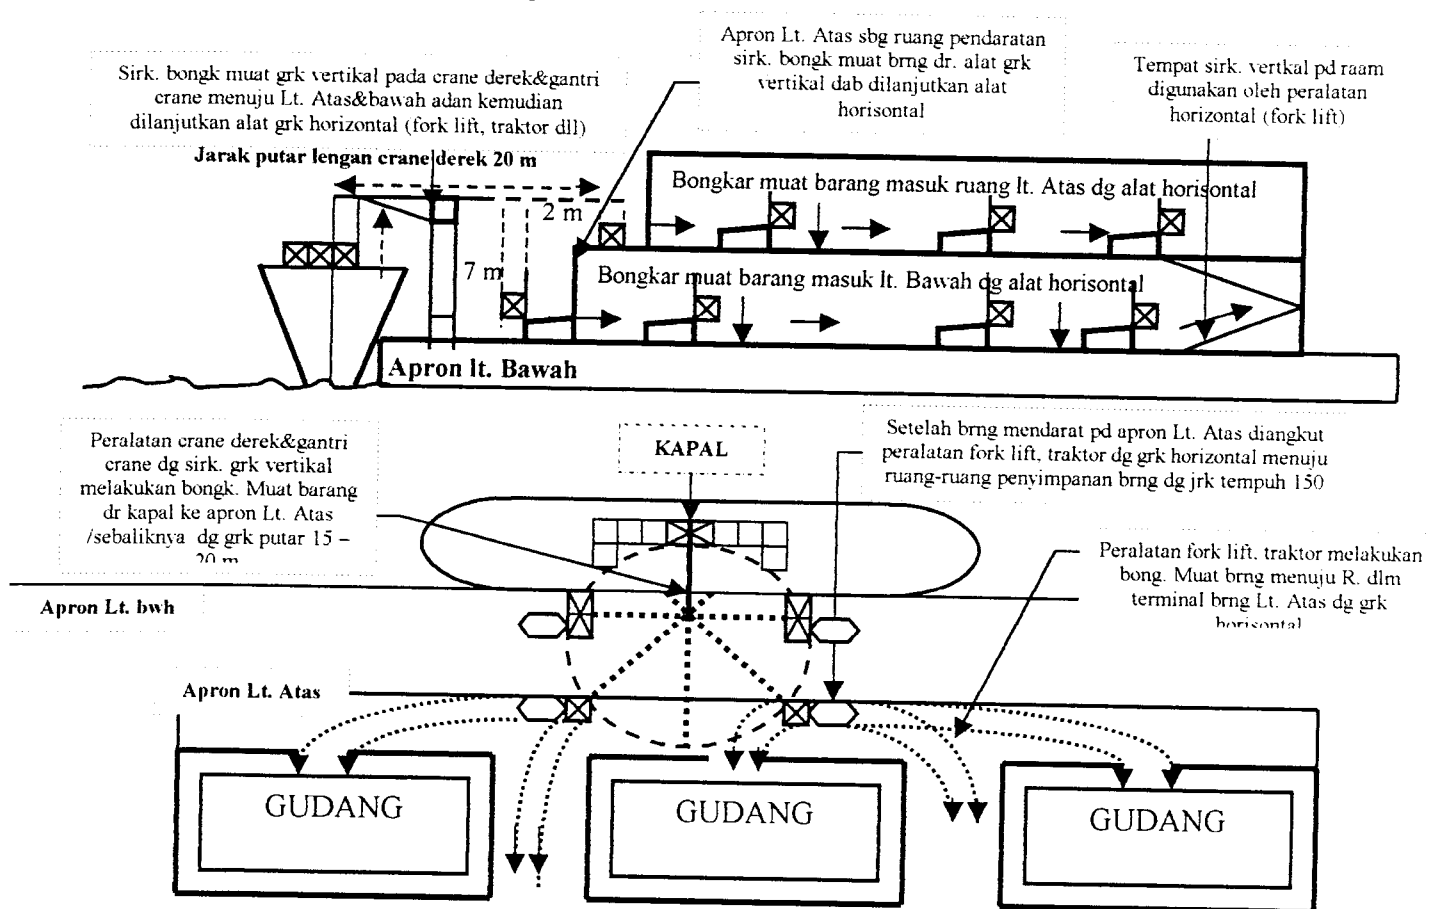 Sirk. bongk muat grk vertikal pada crane derek&gantri
crane menuju Lt. Atas&bawah adan kemudian
dilanjutkan alat grk horizontal (fork lift, traktor dll)
Apron Lt. Atas sbg ruang pendaratan
sirk. bongk muat brng dr. alat grk
vertikal dab dilanjutkan alat
horisontal
Tempat sirk. vertkal pd raam
digunakan oleh peralatan
horizontal (fork lift)
Jarak putar lengan crane derek 20 m
2 m
7 m
Bongkar muat barang masuk ruang lt. Atas dg alat horisontal
Bongkar muat barang masuk lt. Bawah dg alat horisontal
Apron lt. Bawah
Peralatan crane derek&gantri
crane dg sirk. grk vertikal
melakukan bongk. Muat barang
dr kapal ke apron Lt. Atas
/sebaliknya dg grk putar 15 –
20 m
KAPAL
Setelah brng mendarat pd apron Lt. Atas diangkut
peralatan fork lift, traktor dg grk horizontal menuju
ruang-ruang penyimpanan brng dg jrk tempuh 150
Peralatan fork lift. traktor melakukan
bong. Muat brng menuju R. dlm
terminal brng Lt. Atas dg grk
horisontal
Apron Lt. bwh
Apron Lt. Atas
GUDANG
GUDANG
GUDANG